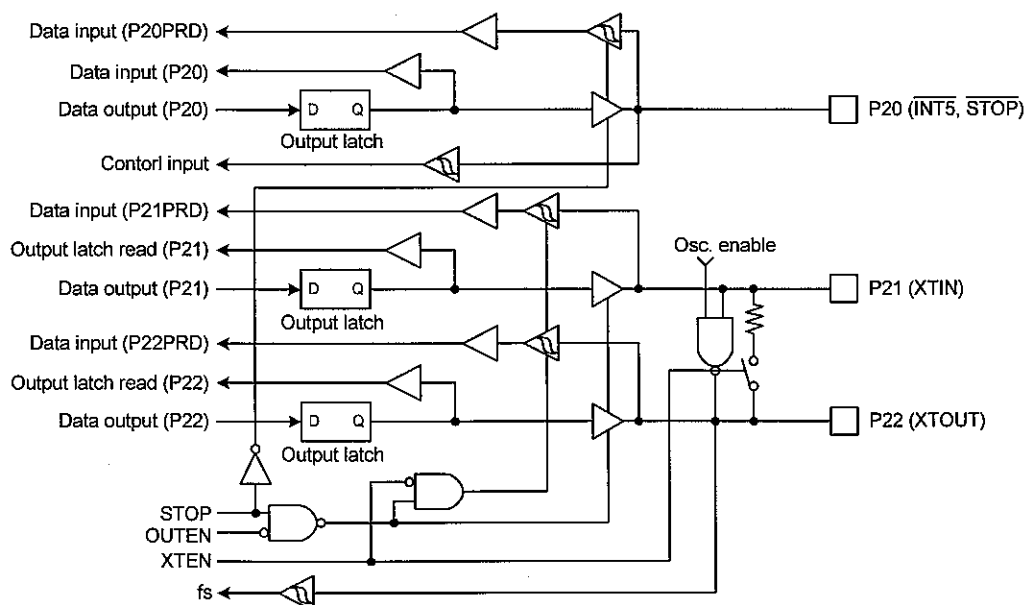 Data input (P20PRD)
Data input (P20)
Data output (P20)
D Q
Output latch
P20 (INT5, STOP)
Contorl input
Data input (P21PRD)
Output latch read (P21)
Osc. enable
Data output (P21)
D Q
Output latch
P21 (XTIN)
Data input (P22PRD)
Output latch read (P22)
Data output (P22)
D Q
Output latch
P22 (XTOUT)
STOP
OUTEN
XTEN
fs